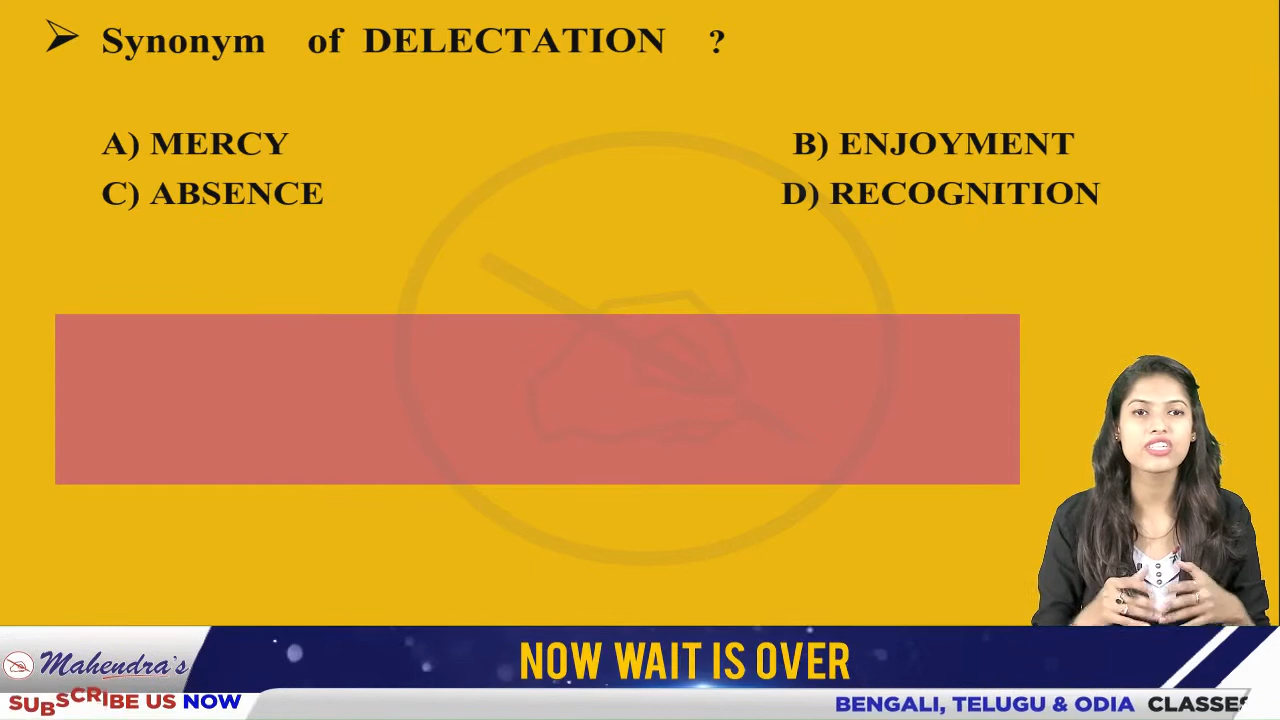 ➢ Synonym of DELECTATION ?
A) MERCY B) ENJOYMENT
C) ABSENCE D) RECOGNITION
Mahendra's
NOW WAIT IS OVER
SUBSCRIBE US NOW
BENGALI, TELUGU & ODIA CLASSES